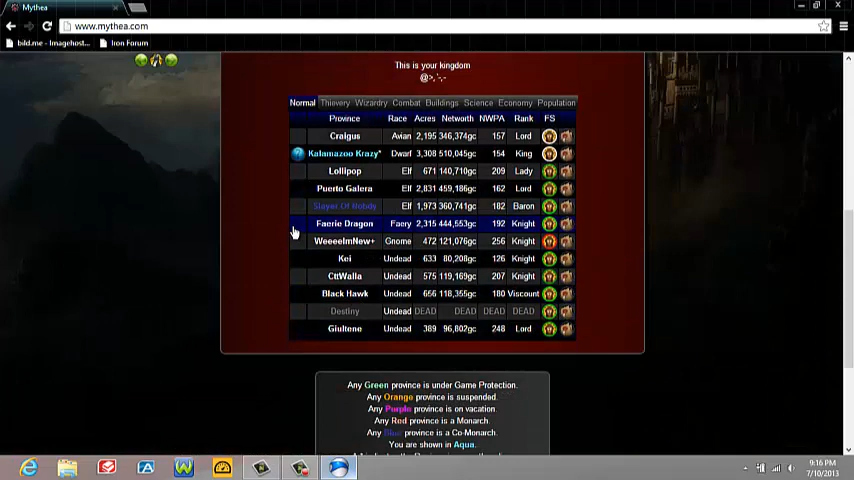 Mythea
www.mythea.com
bild.me - Imagehost... Iron Forum
This is your kingdom
@>,-`,-
Normal Thievery Wizardry Combat Buildings Science Economy Population
Province Race Acres Networth NWPA Rank FS
Craigus Avian 2,195 346,374gc 157 Lord
Kalamazoo Krazy* Dwarf 3,308 510,045gc 154 King
Lollipop Elf 671 140,710gc 209 Lady
Puerto Galera Elf 2,831 459,186gc 162 Lord
Slayer Of Nobdy Elf 1,973 360,741gc 182 Baron
Faerie Dragon Faery 2,315 444,553gc 192 Knight
WeeeeImNew+ Gnome 472 121,076gc 256 Knight
Kei Undead 633 80,208gc 126 Knight
CttWalla Undead 575 119,169gc 207 Knight
Black Hawk Undead 656 118,355gc 180 Viscount
Destiny Undead DEAD DEAD DEAD DEAD
Giultene Undead 389 96,802gc 248 Lord
Any Green province is under Game Protection.
Any Orange province is suspended.
Any Purple province is on vacation.
Any Red province is a Monarch.
Any Blue province is a Co-Monarch.
You are shown in Aqua.
9:16 PM
7/10/2013